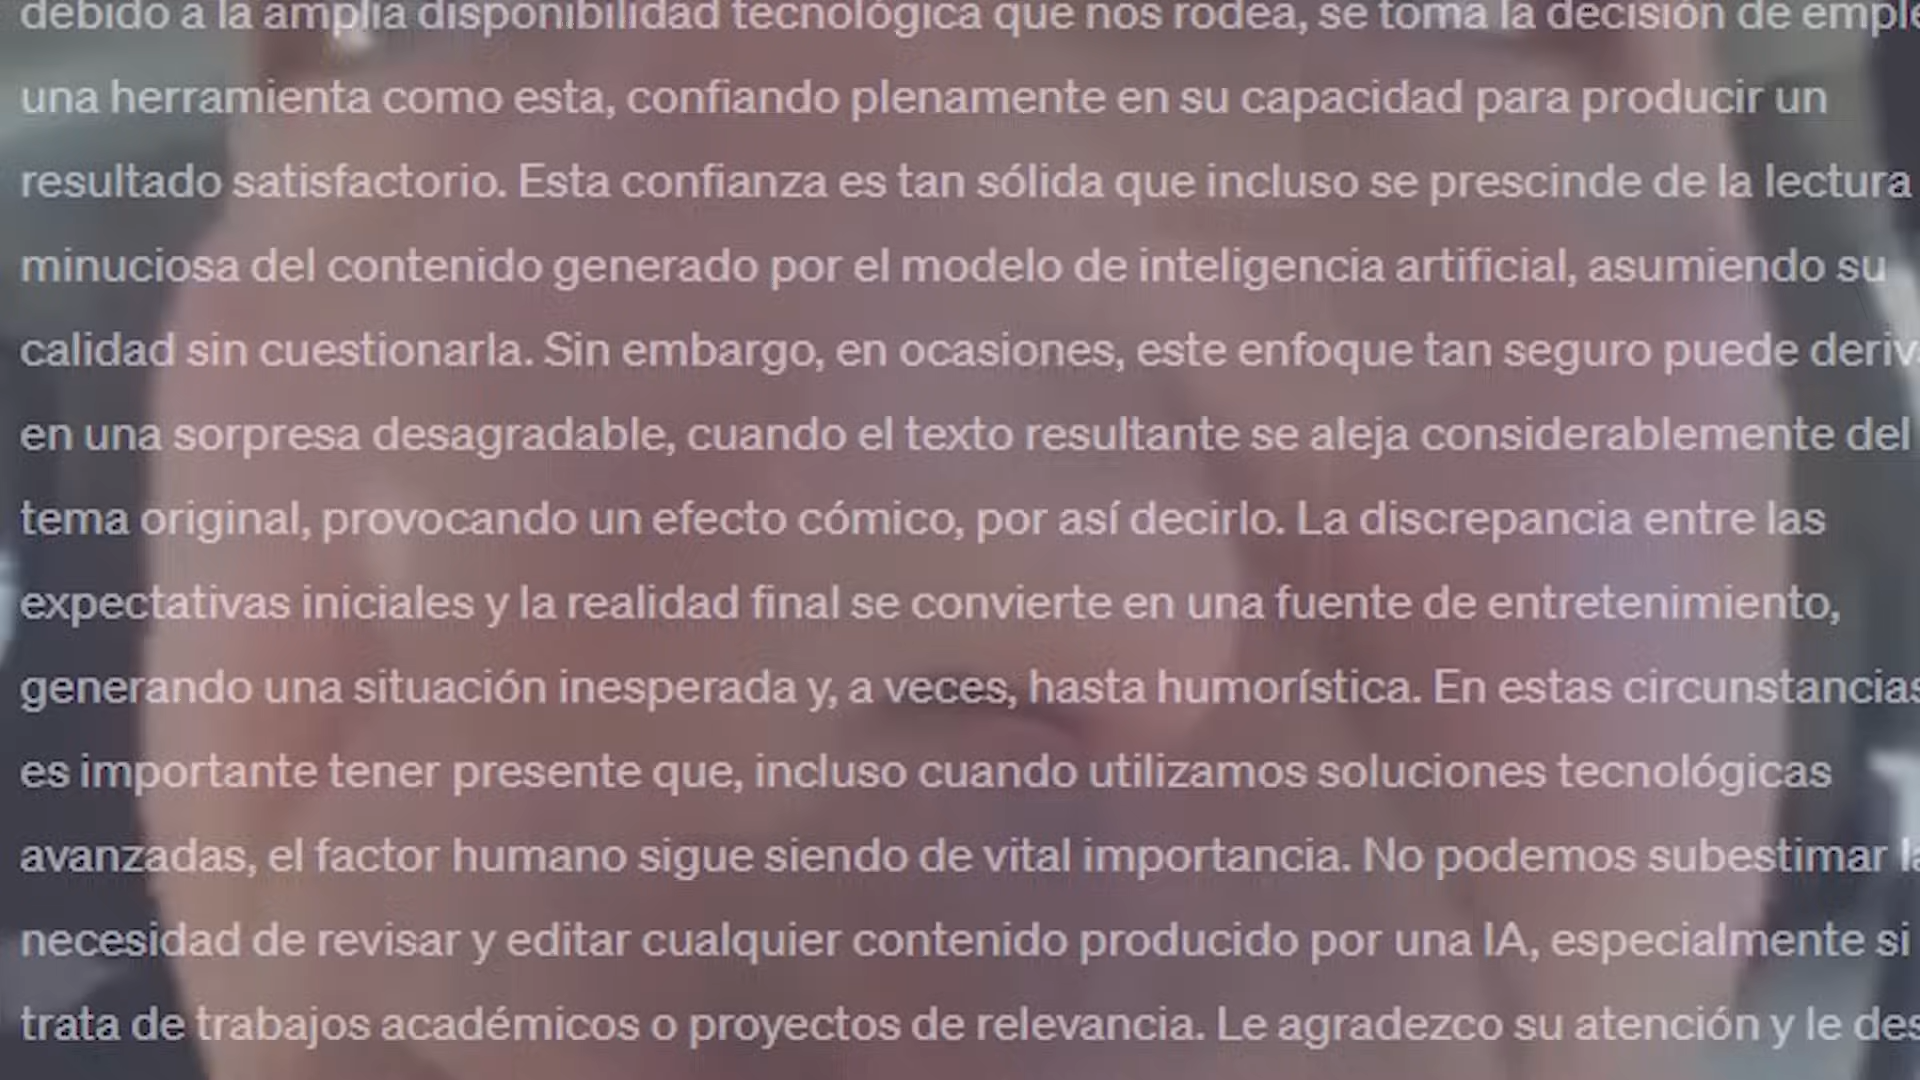 debido a la amplia disponibilidad tecnológica que nos rodea, se toma la decisión de
una herramienta como esta, confiando plenamente en su capacidad para producir un
resultado satisfactorio. Esta confianza es tan sólida que incluso se prescinde de la lectura
minuciosa del contenido generado por el modelo de inteligencia artificial, asumiendo su
calidad sin cuestionarla. Sin embargo, en ocasiones, este enfoque tan seguro puede
en una sorpresa desagradable, cuando el texto resultante se aleja considerablemente del
tema original, provocando un efecto cómico, por así decirlo. La discrepancia entre las
expectativas iniciales y la realidad final se convierte en una fuente de entretenimiento,
generando una situación inesperada y, a veces, hasta humorística. En estas circunstancias
es importante tener presente que, incluso cuando utilizamos soluciones tecnológicas
avanzadas, el factor humano sigue siendo de vital importancia. No podemos subestimar la
necesidad de revisar y editar cualquier contenido producido por una IA, especialmente si
trata de trabajos académicos o proyectos de relevancia. Le agradezco su atención y le